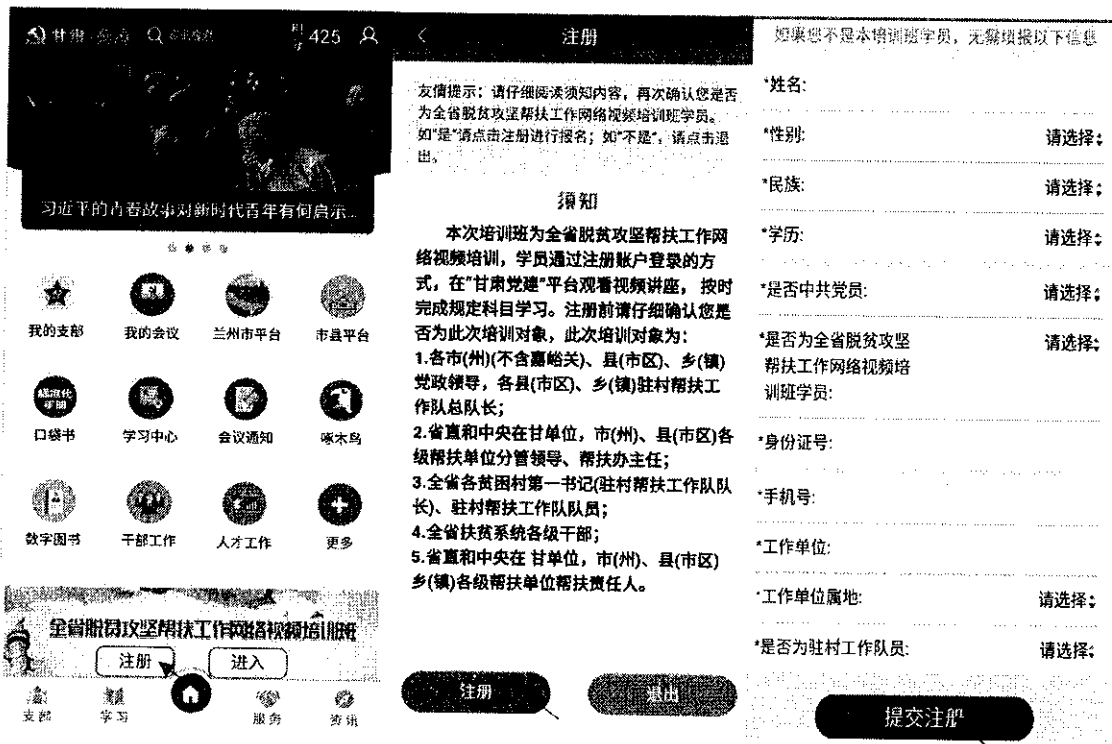 甘肃党建
425
习近平的青春故事对新时代青年有何启示...
我的支部
我的会议
兰州市平台
市县平台
口袋书
学习中心
会议通知
啄木鸟
数字图书
干部工作
人才工作
更多
全省脱贫攻坚帮扶工作网络视频培训班
注册
进入
支部
学习
服务
资讯
注册
友情提示：请仔细阅读须知内容，再次确认您是否
为全省脱贫攻坚帮扶工作网络视频培训班学员。
如"是"请点击注册进行报名；如"不是"，请点击退
出。
须知
本次培训班为全省脱贫攻坚帮扶工作网
络视频培训，学员通过注册账户登录的方
式，在"甘肃党建"平台观看视频讲座， 按时
完成规定科目学习。注册前请仔细确认您是
否为此次培训对象，此次培训对象为：
1.各市(州)(不含嘉峪关)、县(市区)、乡(镇)
党政领导，各县(市区)、乡(镇)驻村帮扶工
作队总队长；
2.省直和中央在甘单位，市(州)、县(市区)各
级帮扶单位分管领导、帮扶办主任；
3.全省各贫困村第一书记(驻村帮扶工作队队
长)、驻村帮扶工作队队员；
4.全省扶贫系统各级干部；
5.省直和中央在 甘单位，市(州)、县(市区)
乡(镇)各级帮扶单位帮扶责任人。
注册
退出
如果您不是本培训班学员，无需填报以下信息
*姓名:
*性别:
请选择
*民族:
请选择
*学历:
请选择
*是否中共党员:
请选择
*是否为全省脱贫攻坚
请选择
帮扶工作网络视频培
训班学员:
*身份证号:
*手机号:
*工作单位:
*工作单位属地:
请选择
*是否为驻村工作队员:
请选择
提交注册